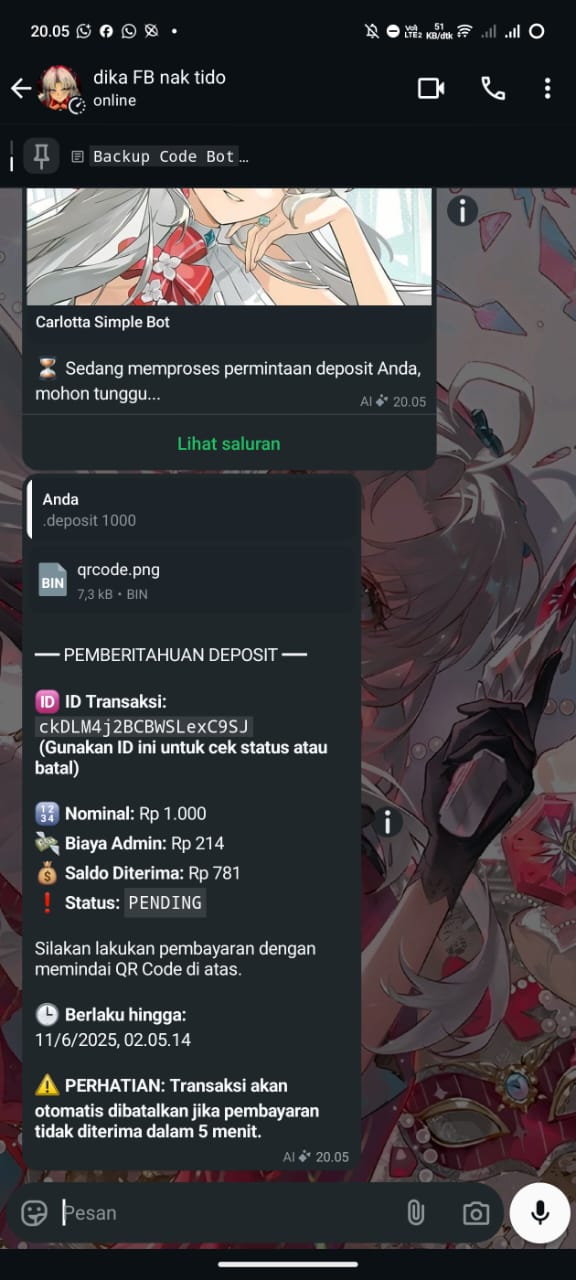 20.05
51
KB/dtk
VoD
LTE2
dika FB nak tido
online
Backup Code Bot…
Carlotta Simple Bot
⏳ Sedang memproses permintaan deposit Anda,
mohon tunggu...
AI 20.05
Lihat saluran
Anda
.deposit 1000
BIN
qrcode.png
7,3 kB • BIN
── PEMBERITAHUAN DEPOSIT ──
🆔 ID Transaksi:
ckDLM4j2BCBWSLexC9SJ
(Gunakan ID ini untuk cek status atau
batal)
🔢 Nominal: Rp 1.000
💸 Biaya Admin: Rp 214
💰 Saldo Diterima: Rp 781
❗ Status: PENDING
Silakan lakukan pembayaran dengan
memindai QR Code di atas.
🕒 Berlaku hingga:
11/6/2025, 02.05.14
⚠️ PERHATIAN: Transaksi akan
otomatis dibatalkan jika pembayaran
tidak diterima dalam 5 menit.
AI 20.05
Pesan